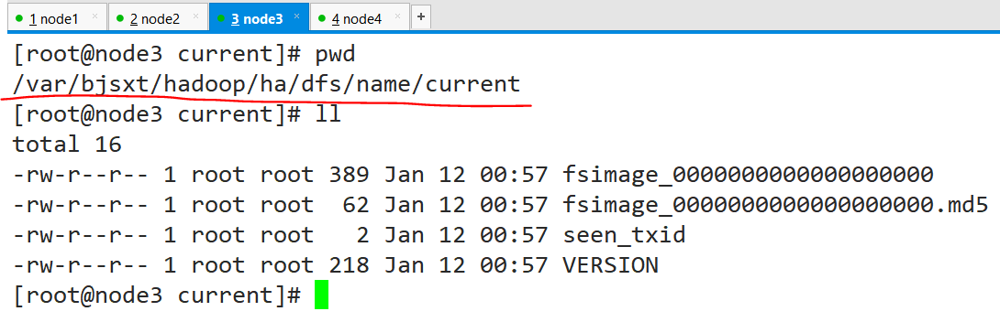 1 node1 × 2 node2 × 3 node3 × 4 node4 × +
[root@node3 current]# pwd
/var/bjsxt/hadoop/ha/dfs/name/current
[root@node3 current]# ll
total 16
-rw-r--r-- 1 root root 389 Jan 12 00:57 fsimage_0000000000000000000
-rw-r--r-- 1 root root  62 Jan 12 00:57 fsimage_0000000000000000000.md5
-rw-r--r-- 1 root root   2 Jan 12 00:57 seen_txid
-rw-r--r-- 1 root root 218 Jan 12 00:57 VERSION
[root@node3 current]#